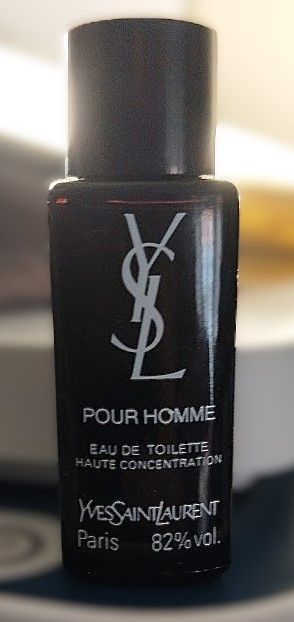 YSL
POUR HOMME
EAU DE TOILETTE
HAUTE CONCENTRATION
YVESSAINTLAURENT
Paris 82% vol.